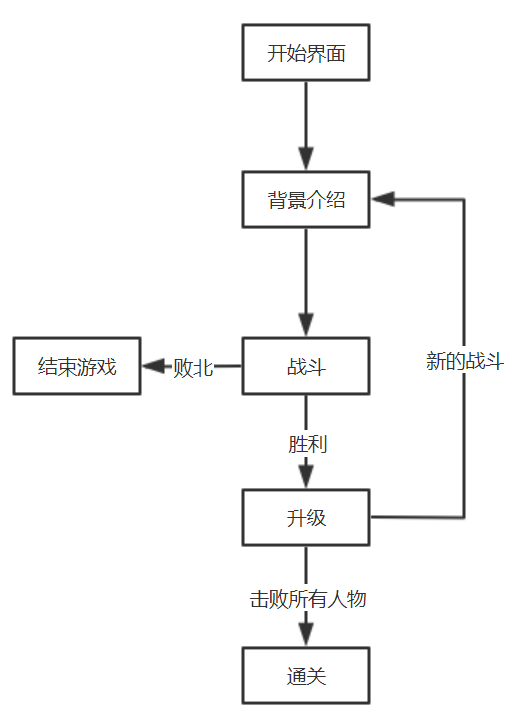 开始界面
背景介绍
结束游戏
败北
战斗
新的战斗
胜利
升级
击败所有人物
通关